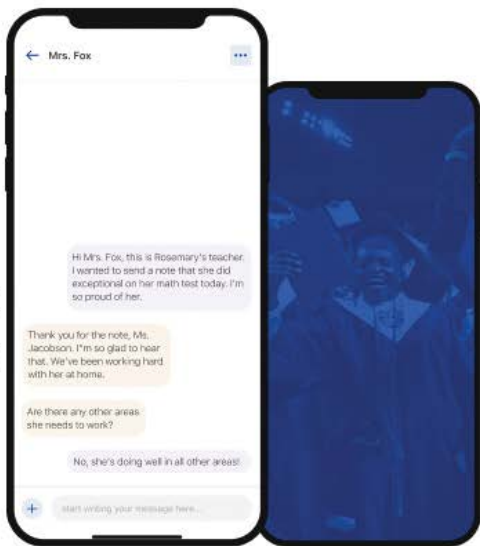 Mrs. Fox
Hi Mrs. Fox, this is Rosemary's teacher.
I wanted to send a note that she did
exceptional on her math test today. I'm
so proud of her.
Thank you for the note, Ms.
Jacobson. I'm so glad to hear
that. We've been working hard
with her at home.
Are there any other areas
she needs to work?
No, she's doing well in all other areas!
start writing your message here...